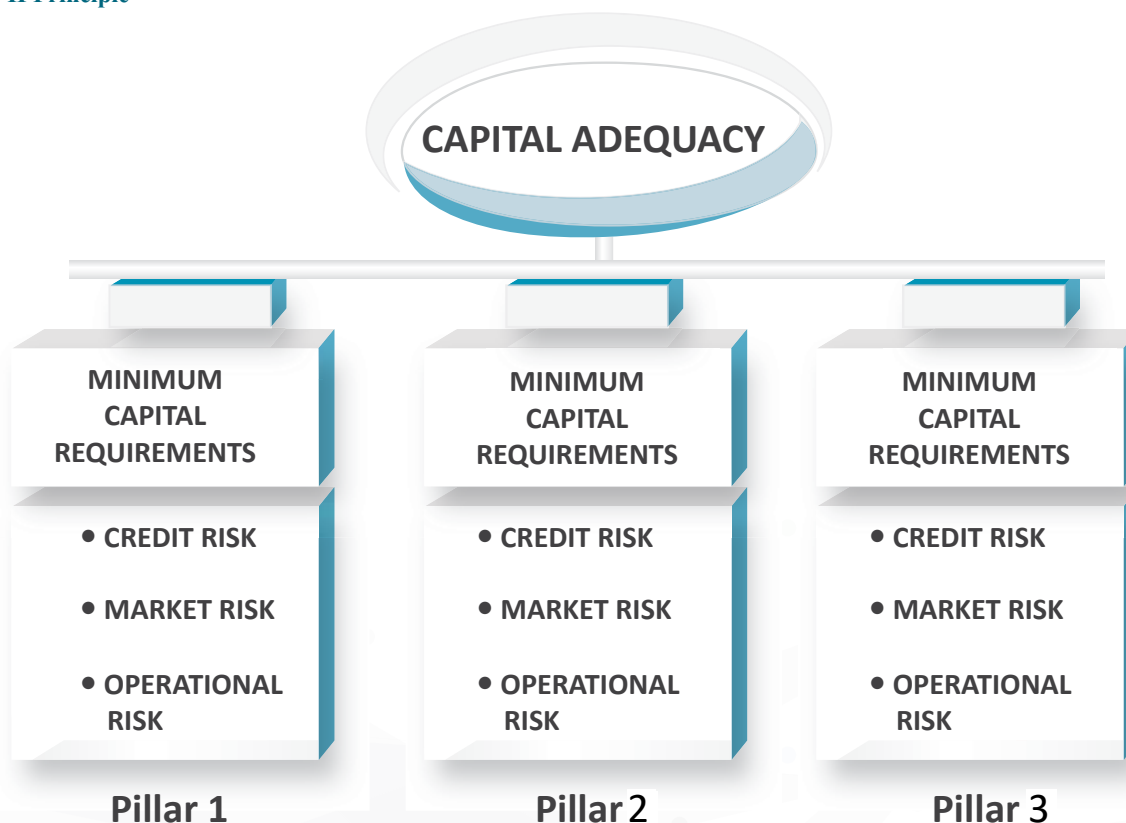 CAPITAL ADEQUACY
MINIMUM
CAPITAL
REQUIREMENTS
• CREDIT RISK
• MARKET RISK
• OPERATIONAL
RISK
Pillar 1
MINIMUM
CAPITAL
REQUIREMENTS
• CREDIT RISK
• MARKET RISK
• OPERATIONAL
RISK
Pillar 2
MINIMUM
CAPITAL
REQUIREMENTS
• CREDIT RISK
• MARKET RISK
• OPERATIONAL
RISK
Pillar 3